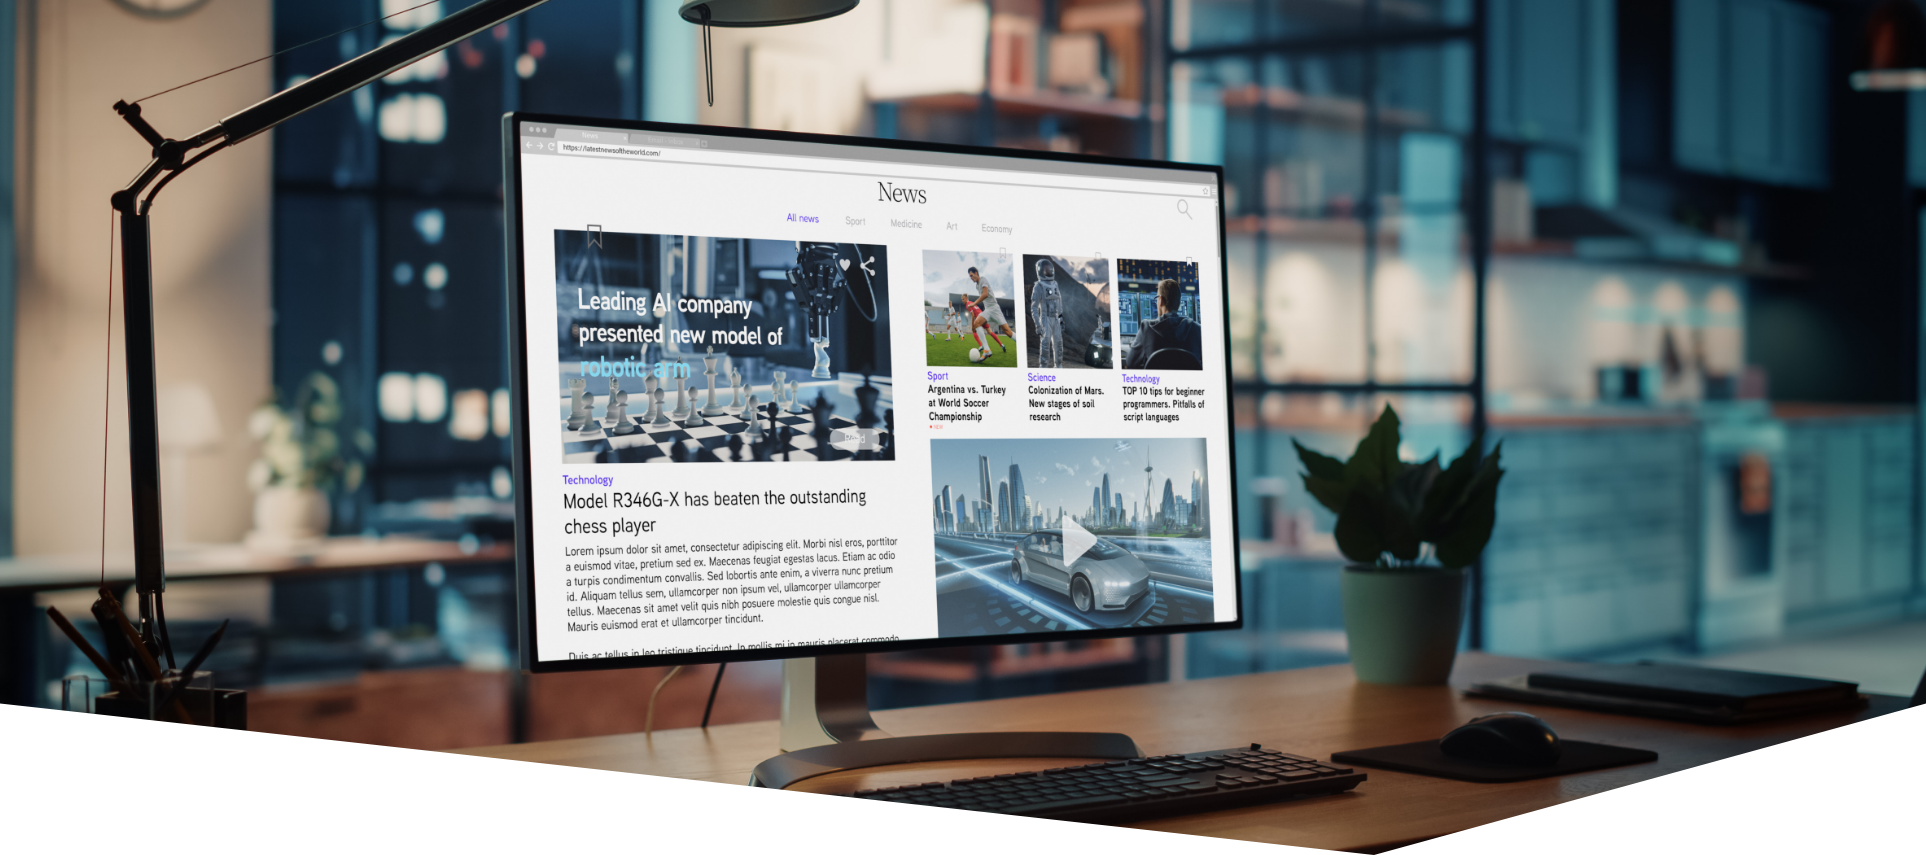 News
https://latestnewsoftheworld.com/
News
All news
Sport
Medicine
Art
Economy
Leading AI company
presented new model of
robotic arm
Technology
Model R346G-X has beaten the outstanding
chess player
Lorem ipsum dolor sit amet, consectetur adipiscing elit. Morbi nisl eros, porttitor
a euismod vitae, pretium sed ex. Maecenas feugiat egestas lacus. Etiam ac odio
a turpis condimentum convallis. Sed lobortis ante enim, a viverra nunc pretium
id. Aliquam tellus sem, ullamcorper non ipsum vel, ullamcorper ullamcorper
tellus. Maecenas sit amet velit quis nibh posuere molestie quis congue nisl.
Mauris euismod erat et ullamcorper tincidunt.
Duis ac tellus in leo tristique tincidunt. In mollis mi in mauris placerat commodo
Sport
Argentina vs. Turkey
at World Soccer
Championship
NEW
Science
Colonization of Mars.
New stages of soil
research
Technology
TOP 10 tips for beginner
programmers. Pitfalls of
script languages